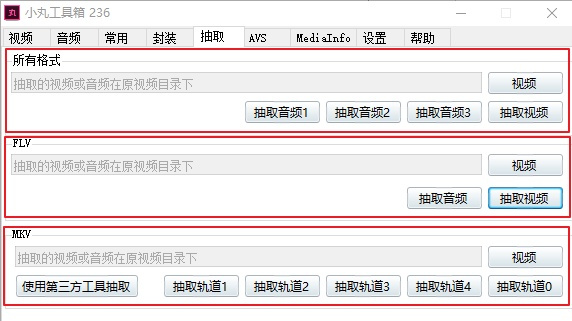 小丸工具箱 236
视频 音频 常用 封装 抽取 AVS MediaInfo 设置 帮助
所有格式
抽取的视频或音频在原视频目录下 视频
抽取音频1 抽取音频2 抽取音频3 抽取视频
FLV
抽取的视频或音频在原视频目录下 视频
抽取音频 抽取视频
MKV
抽取的视频或音频在原视频目录下 视频
使用第三方工具抽取 抽取轨道1 抽取轨道2 抽取轨道3 抽取轨道4 抽取轨道0